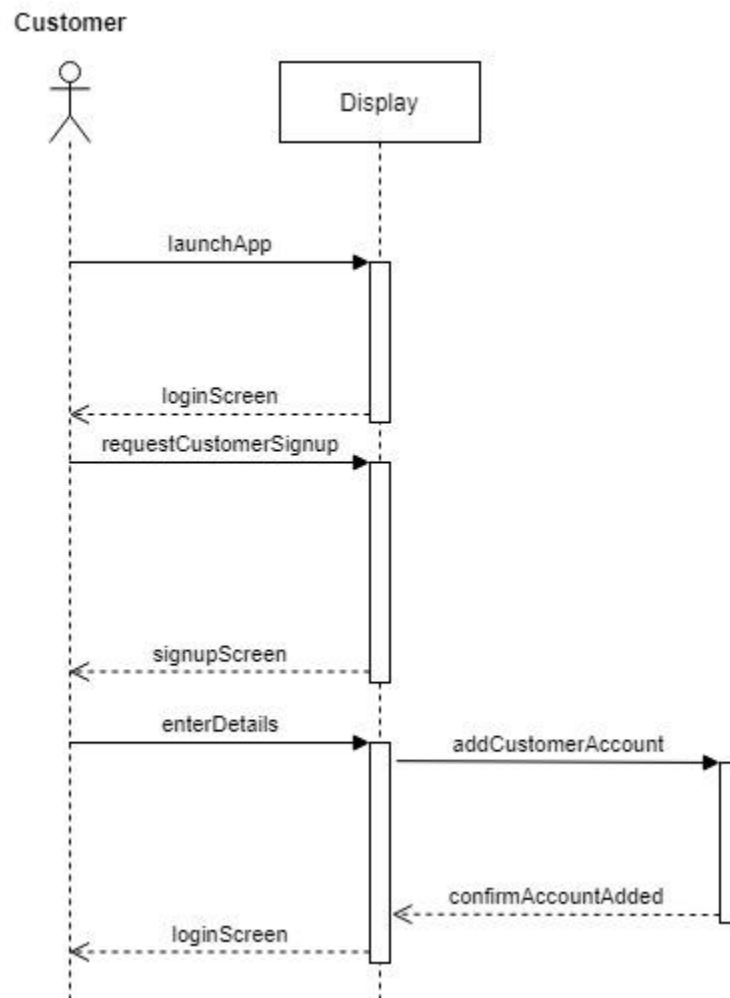 Customer
Display
launchApp
loginScreen
requestCustomerSignup
signupScreen
enterDetails
addCustomerAccount
confirmAccountAdded
loginScreen